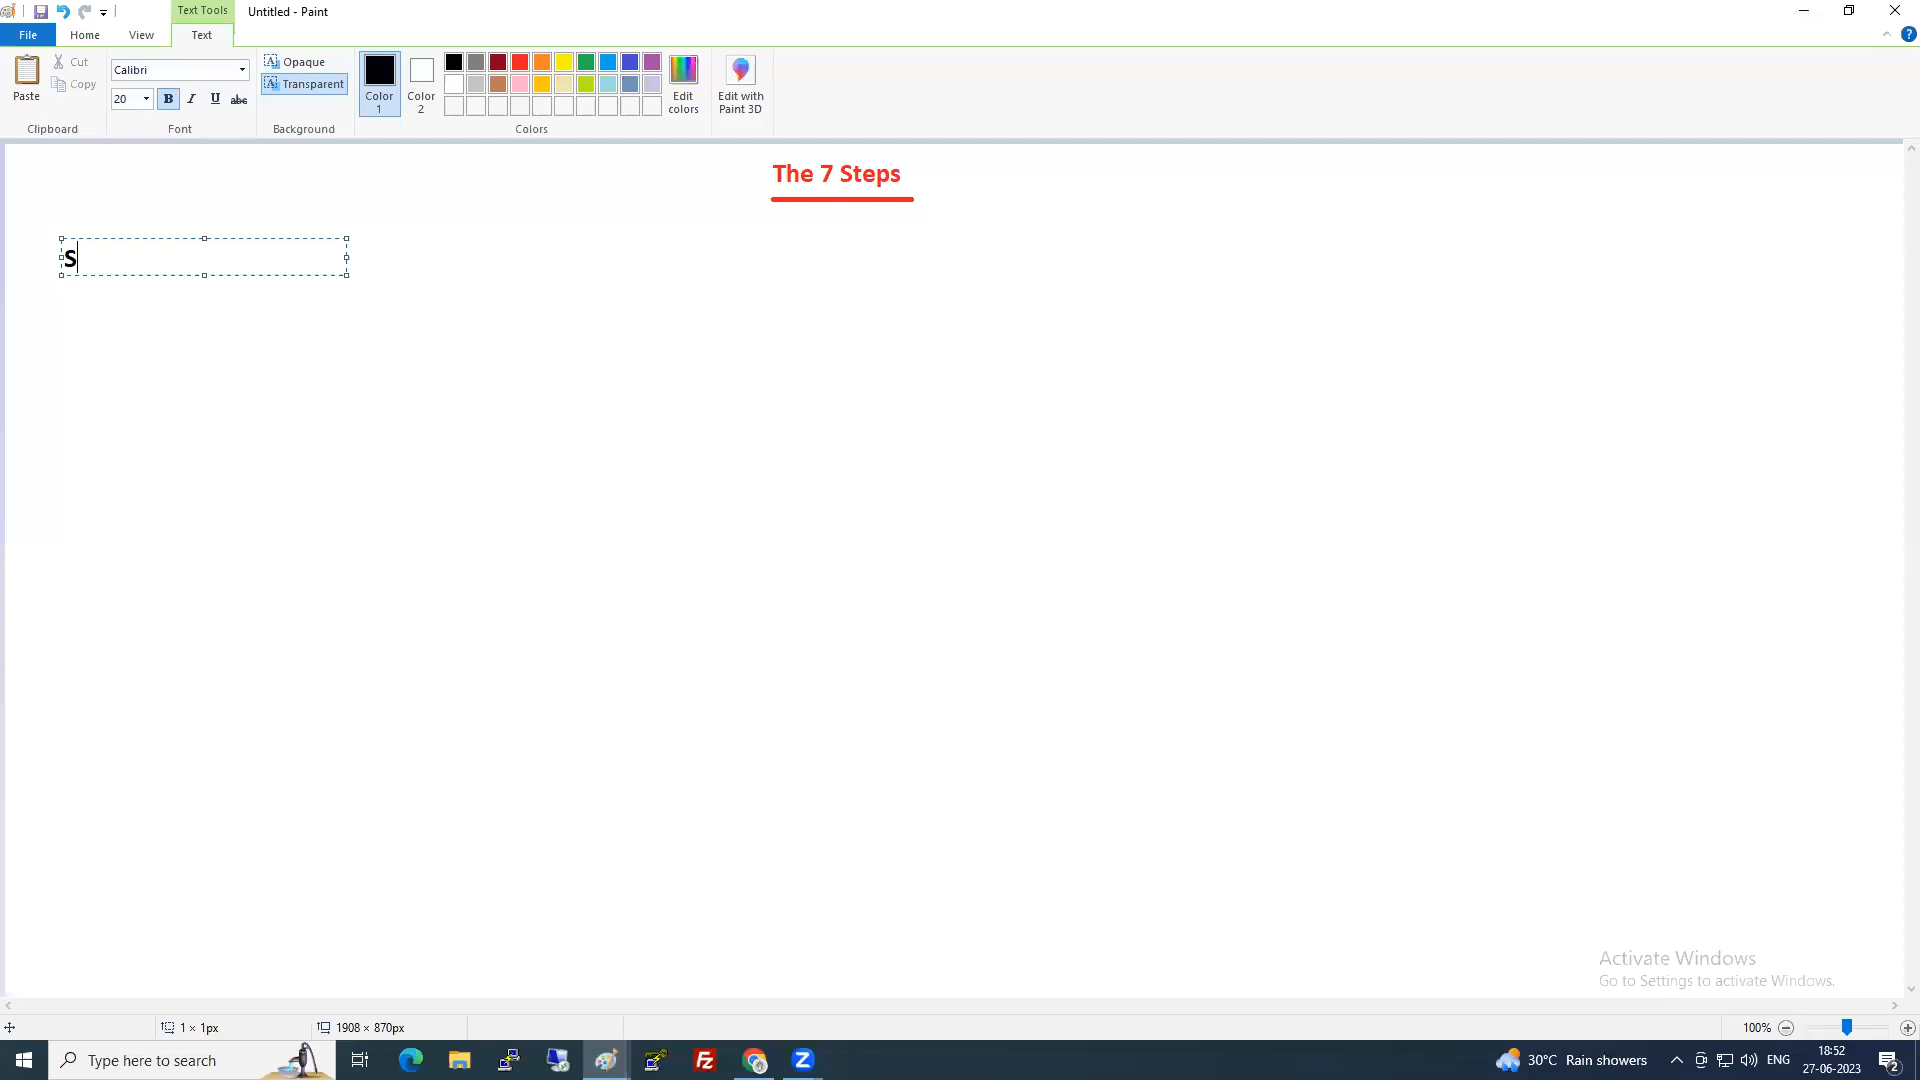 Text Tools
Untitled - Paint
File
Home
View
Text
Paste
Cut
Copy
Clipboard
Calibri
20
B
I
U
abc
Font
Opaque
Transparent
Background
Color
1
Color
2
Edit
colors
Colors
Edit with
Paint 3D
The 7 Steps
S
Activate Windows
Go to Settings to activate Windows.
1 × 1px
1908 × 870px
100%
Type here to search
Fz
Z
30°C Rain showers
ENG
18:52
27-06-2023
2